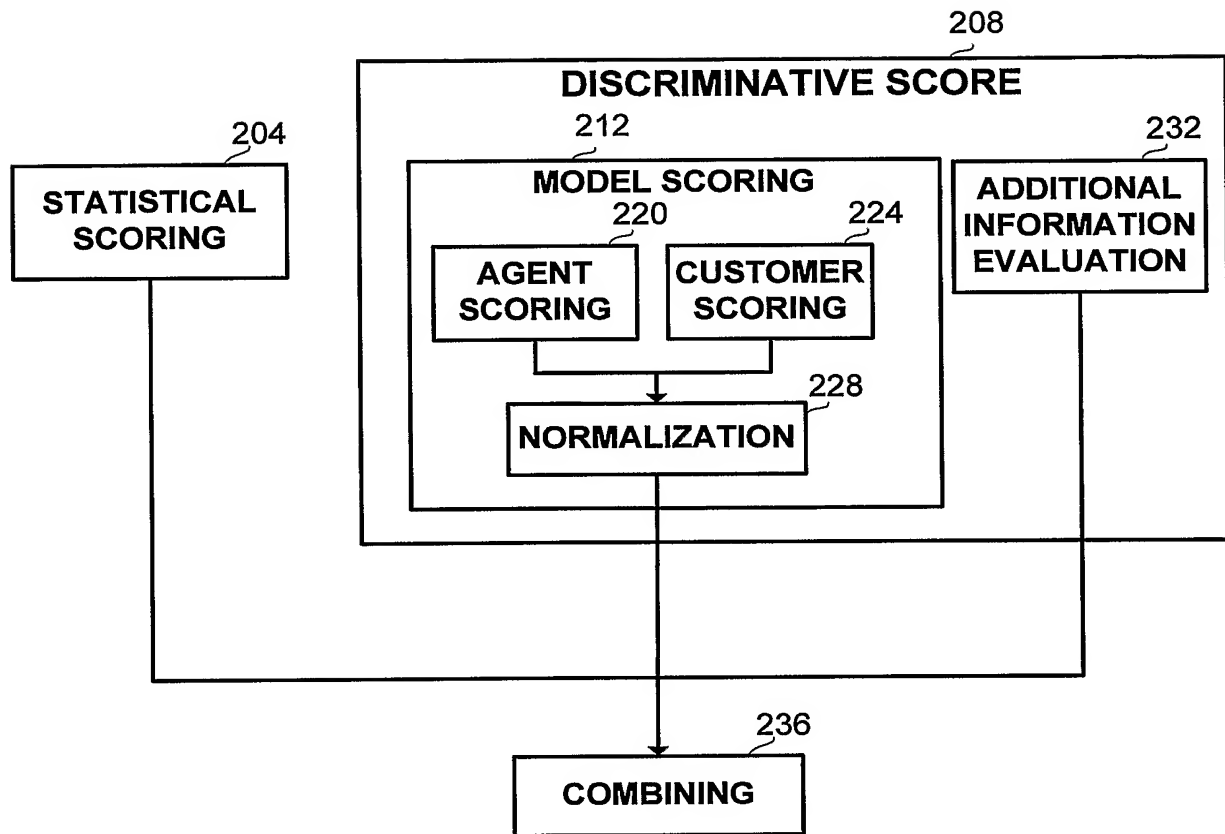 208
DISCRIMINATIVE SCORE
204
STATISTICAL
SCORING
212
MODEL SCORING
220
AGENT
SCORING
224
CUSTOMER
SCORING
228
NORMALIZATION
232
ADDITIONAL
INFORMATION
EVALUATION
236
COMBINING